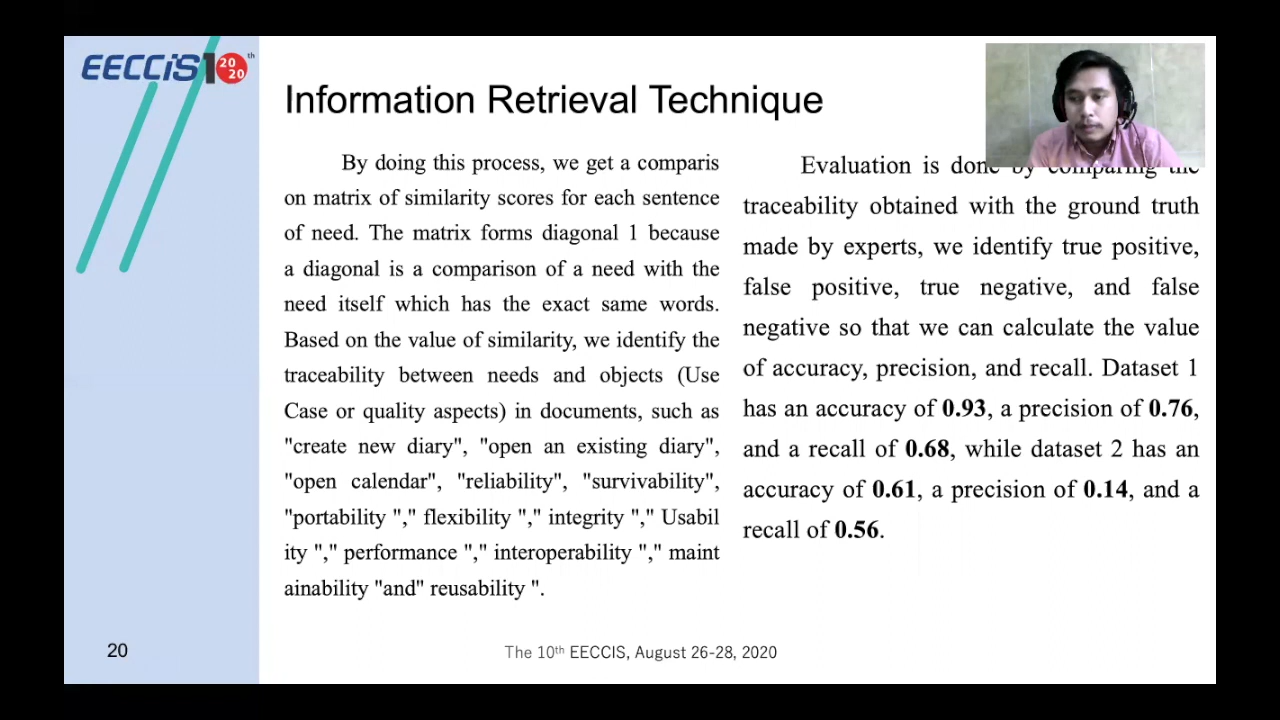 EECCiS10th
20
20
Information Retrieval Technique
By doing this process, we get a comparis
on matrix of similarity scores for each sentence
of need. The matrix forms diagonal 1 because
a diagonal is a comparison of a need with the
need itself which has the exact same words.
Based on the value of similarity, we identify the
traceability between needs and objects (Use
Case or quality aspects) in documents, such as
"create new diary", "open an existing diary",
"open calendar", "reliability", "survivability",
"portability "," flexibility "," integrity "," Usabil
ity "," performance "," interoperability "," maint
ainability "and" reusability ".
Evaluation is done by comparing the
traceability obtained with the ground truth
made by experts, we identify true positive,
false positive, true negative, and false
negative so that we can calculate the value
of accuracy, precision, and recall. Dataset 1
has an accuracy of 0.93, a precision of 0.76,
and a recall of 0.68, while dataset 2 has an
accuracy of 0.61, a precision of 0.14, and a
recall of 0.56.
20
The 10th EECCIS, August 26-28, 2020